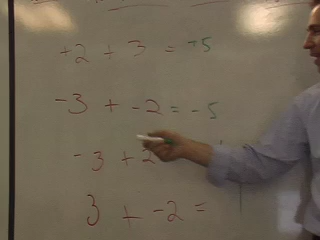 +2 + 3 = +5
-3 + -2 = -5
-3 + 2
3 + -2 =